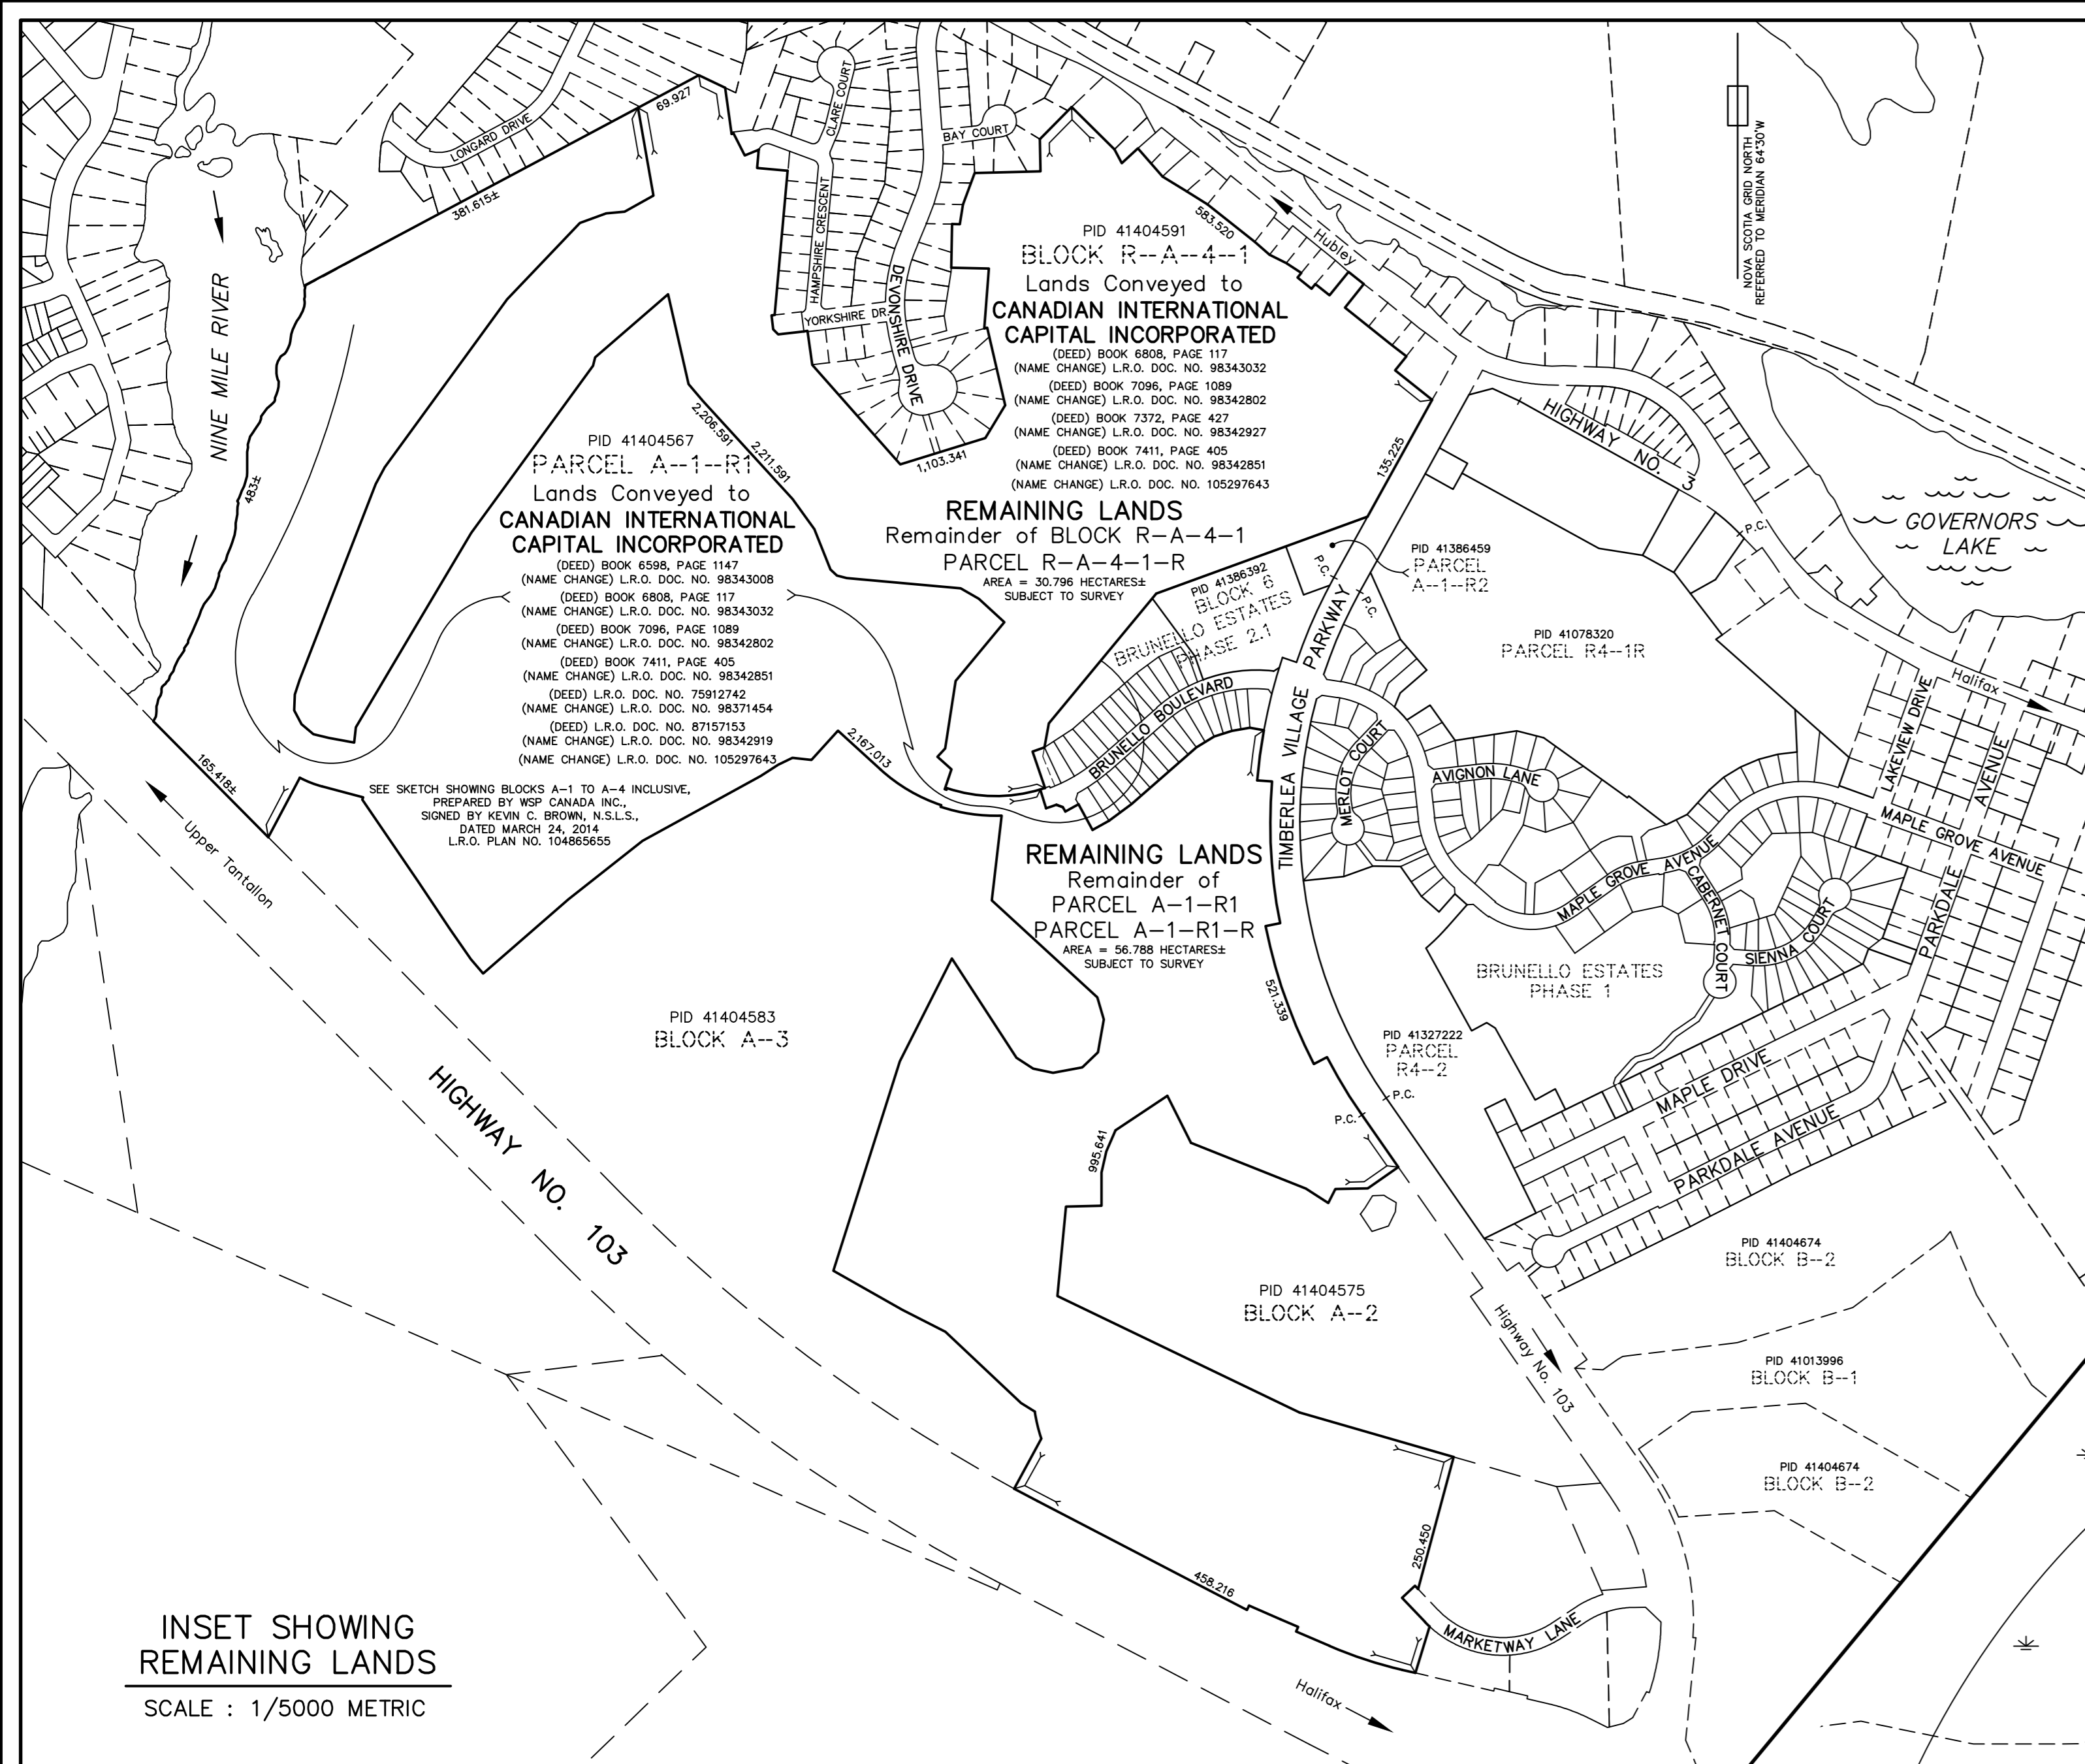 LONGARD DRIVE
69.927
381.615±
CLARE COURT
BAY COURT
HAMPSHIRE CRESCENT
YORKSHIRE DR.
DEVONSHIRE DRIVE
583.520
Hubley
NOVA SCOTIA GRID NORTH
REFERRED TO MERIDIAN 64°30'W
NINE MILE RIVER
483±
PID 41404591
BLOCK R--A--4--1
Lands Conveyed to
CANADIAN INTERNATIONAL
CAPITAL INCORPORATED
(DEED) BOOK 6808, PAGE 117
(NAME CHANGE) L.R.O. DOC. NO. 98343032
(DEED) BOOK 7096, PAGE 1089
(NAME CHANGE) L.R.O. DOC. NO. 98342802
(DEED) BOOK 7372, PAGE 427
(NAME CHANGE) L.R.O. DOC. NO. 98342927
(DEED) BOOK 7411, PAGE 405
(NAME CHANGE) L.R.O. DOC. NO. 98342851
(NAME CHANGE) L.R.O. DOC. NO. 105297643
REMAINING LANDS
Remainder of BLOCK R-A-4-1
PARCEL R-A-4-1-R
AREA = 30.796 HECTARES±
SUBJECT TO SURVEY
1,103.341
2,206.591
2,211.591
PID 41404567
PARCEL A--1--R1
Lands Conveyed to
CANADIAN INTERNATIONAL
CAPITAL INCORPORATED
(DEED) BOOK 6598, PAGE 1147
(NAME CHANGE) L.R.O. DOC. NO. 98343008
(DEED) BOOK 6808, PAGE 117
(NAME CHANGE) L.R.O. DOC. NO. 98343032
(DEED) BOOK 7096, PAGE 1089
(NAME CHANGE) L.R.O. DOC. NO. 98342802
(DEED) BOOK 7411, PAGE 405
(NAME CHANGE) L.R.O. DOC. NO. 98342851
(DEED) L.R.O. DOC. NO. 75912742
(NAME CHANGE) L.R.O. DOC. NO. 98371454
(DEED) L.R.O. DOC. NO. 87157153
(NAME CHANGE) L.R.O. DOC. NO. 98342919
(NAME CHANGE) L.R.O. DOC. NO. 105297643
SEE SKETCH SHOWING BLOCKS A-1 TO A-4 INCLUSIVE,
PREPARED BY WSP CANADA INC.,
SIGNED BY KEVIN C. BROWN, N.S.L.S.,
DATED MARCH 24, 2014
L.R.O. PLAN NO. 104865655
135.225
HIGHWAY NO. 3
P.C.
GOVERNORS
LAKE
PID 41386459
PARCEL
A--1--R2
P.C.
P.C.
PID 41386392
BLOCK 6
BRUNELLO ESTATES
PHASE 2.1
PID 41078320
PARCEL R4--1R
BRUNELLO BOULEVARD
TIMBERLEA VILLAGE PARKWAY
MERLOT COURT
AVIGNON LANE
Halifax
LAKEVIEW DRIVE
AVENUE
MAPLE GROVE AVENUE
MAPLE GROVE AVENUE
CABERNET COURT
SIENNA COURT
PARKDALE
BRUNELLO ESTATES
PHASE 1
165.418±
Upper Tantallon
2,167.013
REMAINING LANDS
Remainder of
PARCEL A-1-R1
PARCEL A-1-R1-R
AREA = 56.788 HECTARES±
SUBJECT TO SURVEY
521.339
PID 41404583
BLOCK A--3
PID 41327222
PARCEL
R4--2
P.C.
P.C.
MAPLE DRIVE
PARKDALE AVENUE
995.641
HIGHWAY NO. 103
PID 41404674
BLOCK B--2
PID 41404575
BLOCK A--2
Highway No. 103
PID 41013996
BLOCK B--1
PID 41404674
BLOCK B--2
250.450
458.216
MARKETWAY LANE
Halifax
INSET SHOWING
REMAINING LANDS
SCALE : 1/5000 METRIC